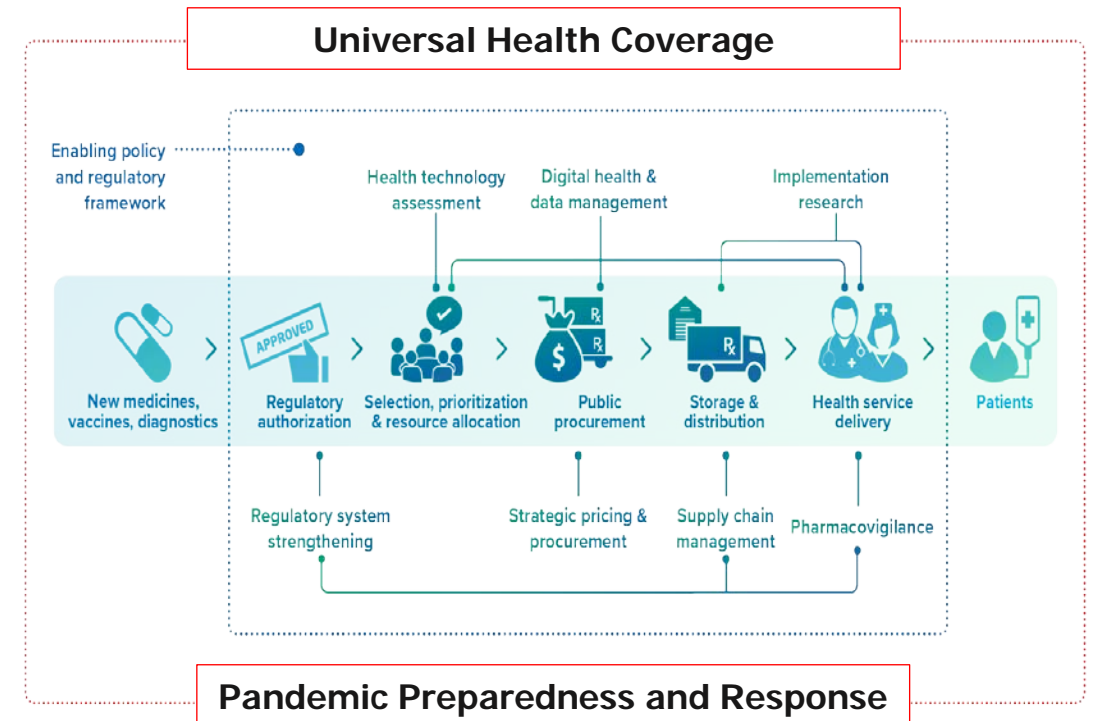 Universal Health Coverage
Enabling policy
and regulatory
framework
Health technology
assessment
Digital health &
data management
Implementation
research
APPROVED
$
Rx
Rx
Rx
New medicines,
vaccines, diagnostics
Regulatory
authorization
Selection, prioritization
& resource allocation
Public
procurement
Storage &
distribution
Health service
delivery
Patients
Regulatory system
strengthening
Strategic pricing &
procurement
Supply chain
management
Pharmacovigilance
Pandemic Preparedness and Response